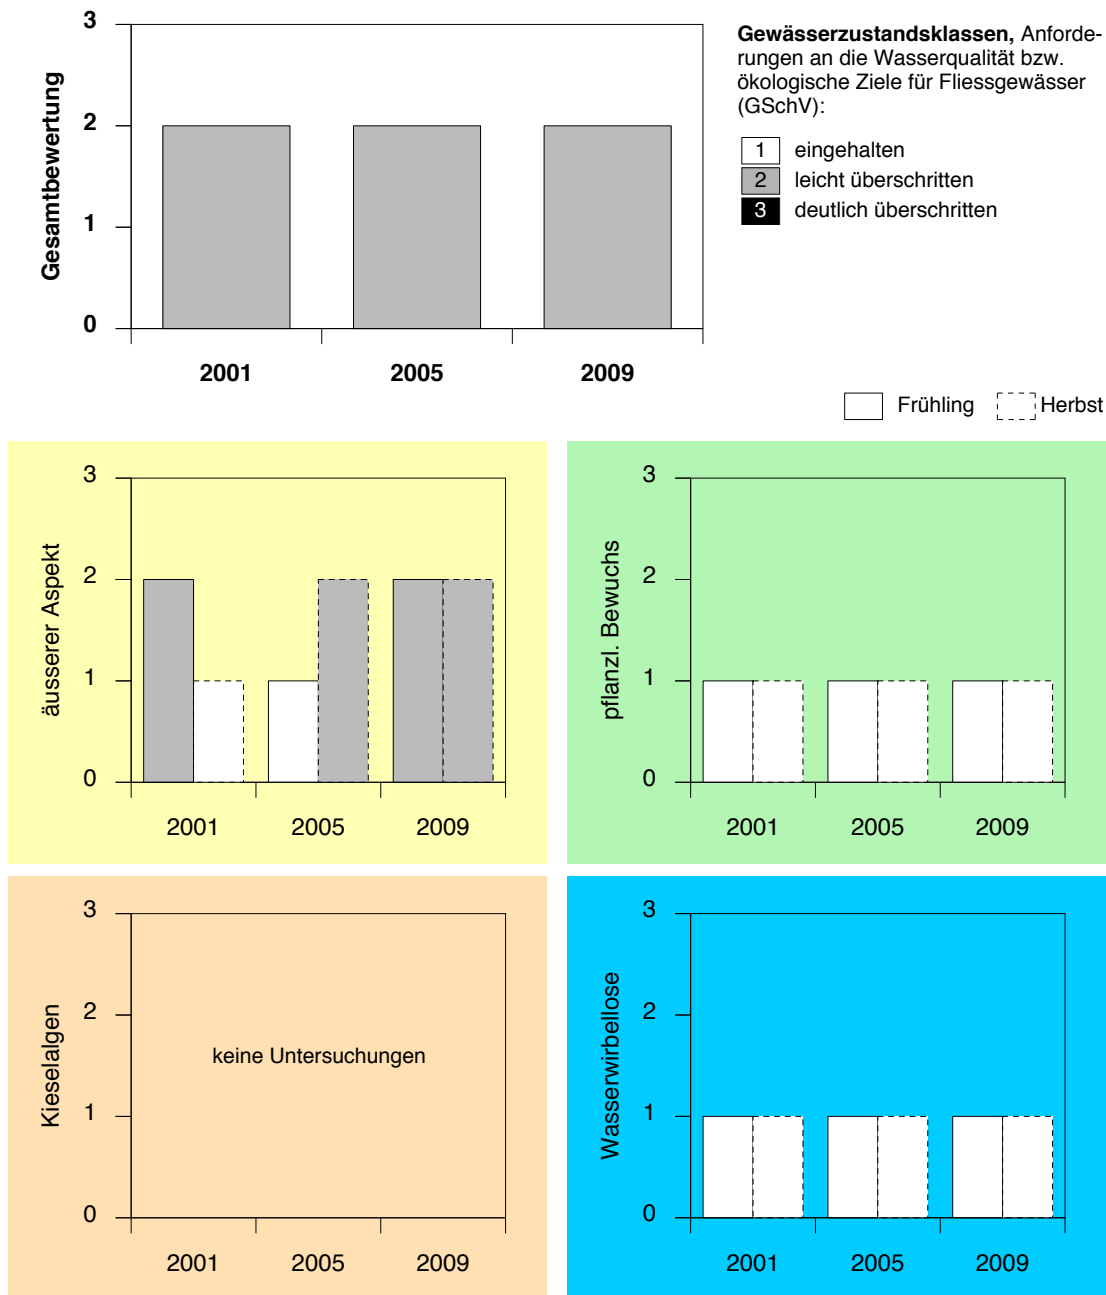 Gesamtbewertung
3
2
1
0
2001 2005 2009
Gewässerzustandsklassen, Anforde-
rungen an die Wasserqualität bzw.
ökologische Ziele für Fliessgewässer
(GSchV):
1 eingehalten
2 leicht überschritten
3 deutlich überschritten
Frühling Herbst
äusserer Aspekt
3
2
1
0
2001 2005 2009
pflanzl. Bewuchs
3
2
1
0
2001 2005 2009
Kieselalgen
3
2
1
0
keine Untersuchungen
2001 2005 2009
Wasserwirbellose
3
2
1
0
2001 2005 2009